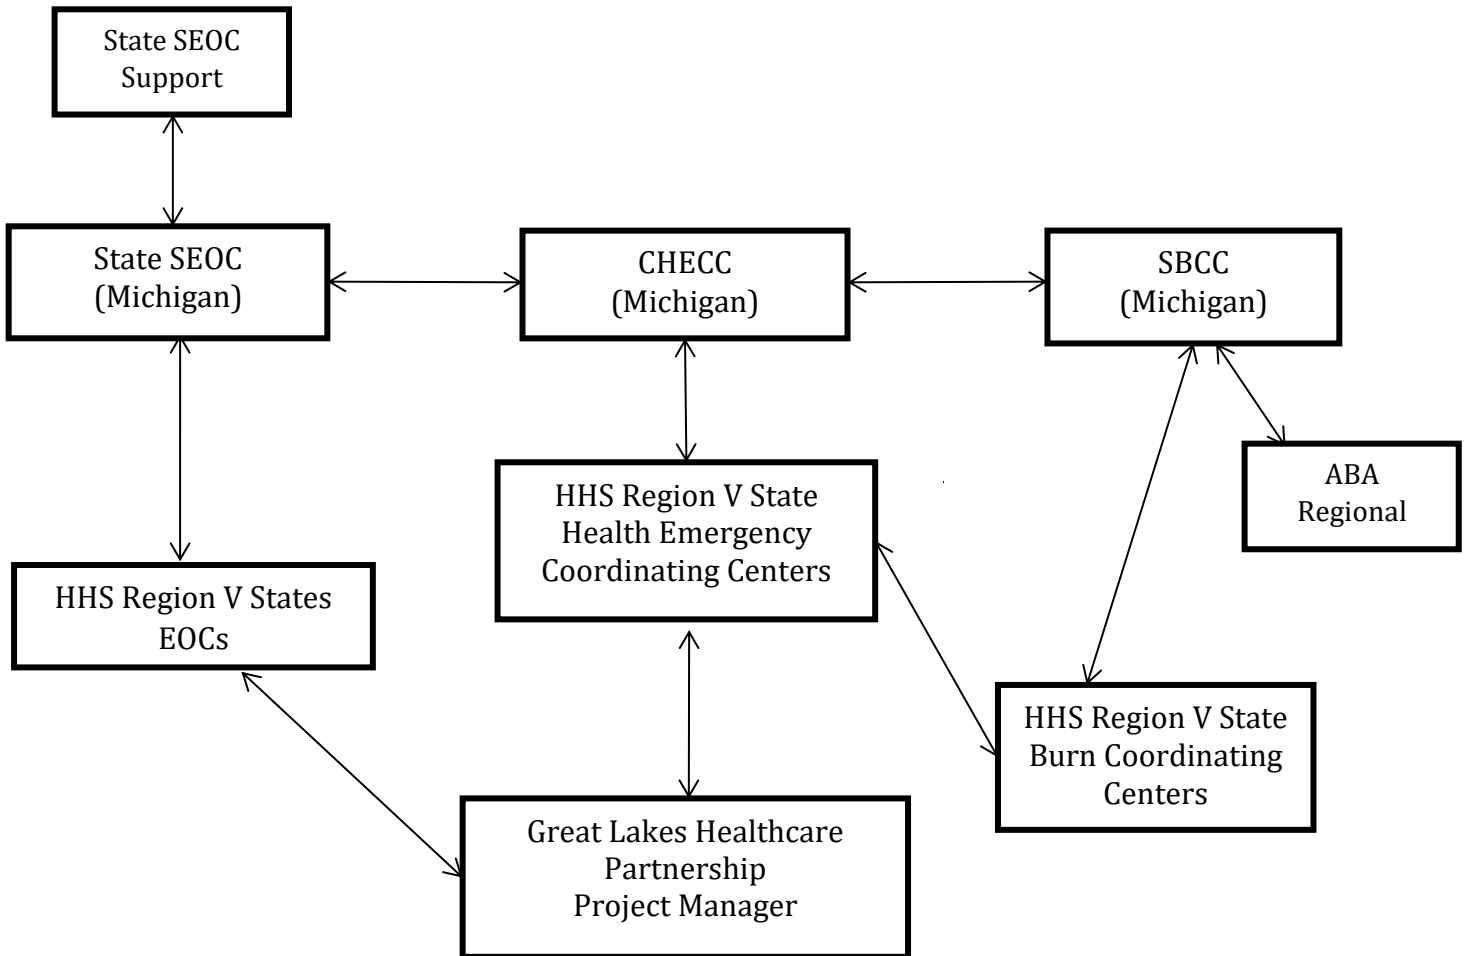 State SEOC
Support
State SEOC
(Michigan)
CHECC
(Michigan)
SBCC
(Michigan)
HHS Region V State
Health Emergency
Coordinating Centers
ABA
Regional
HHS Region V States
EOCs
HHS Region V State
Burn Coordinating
Centers
Great Lakes Healthcare
Partnership
Project Manager